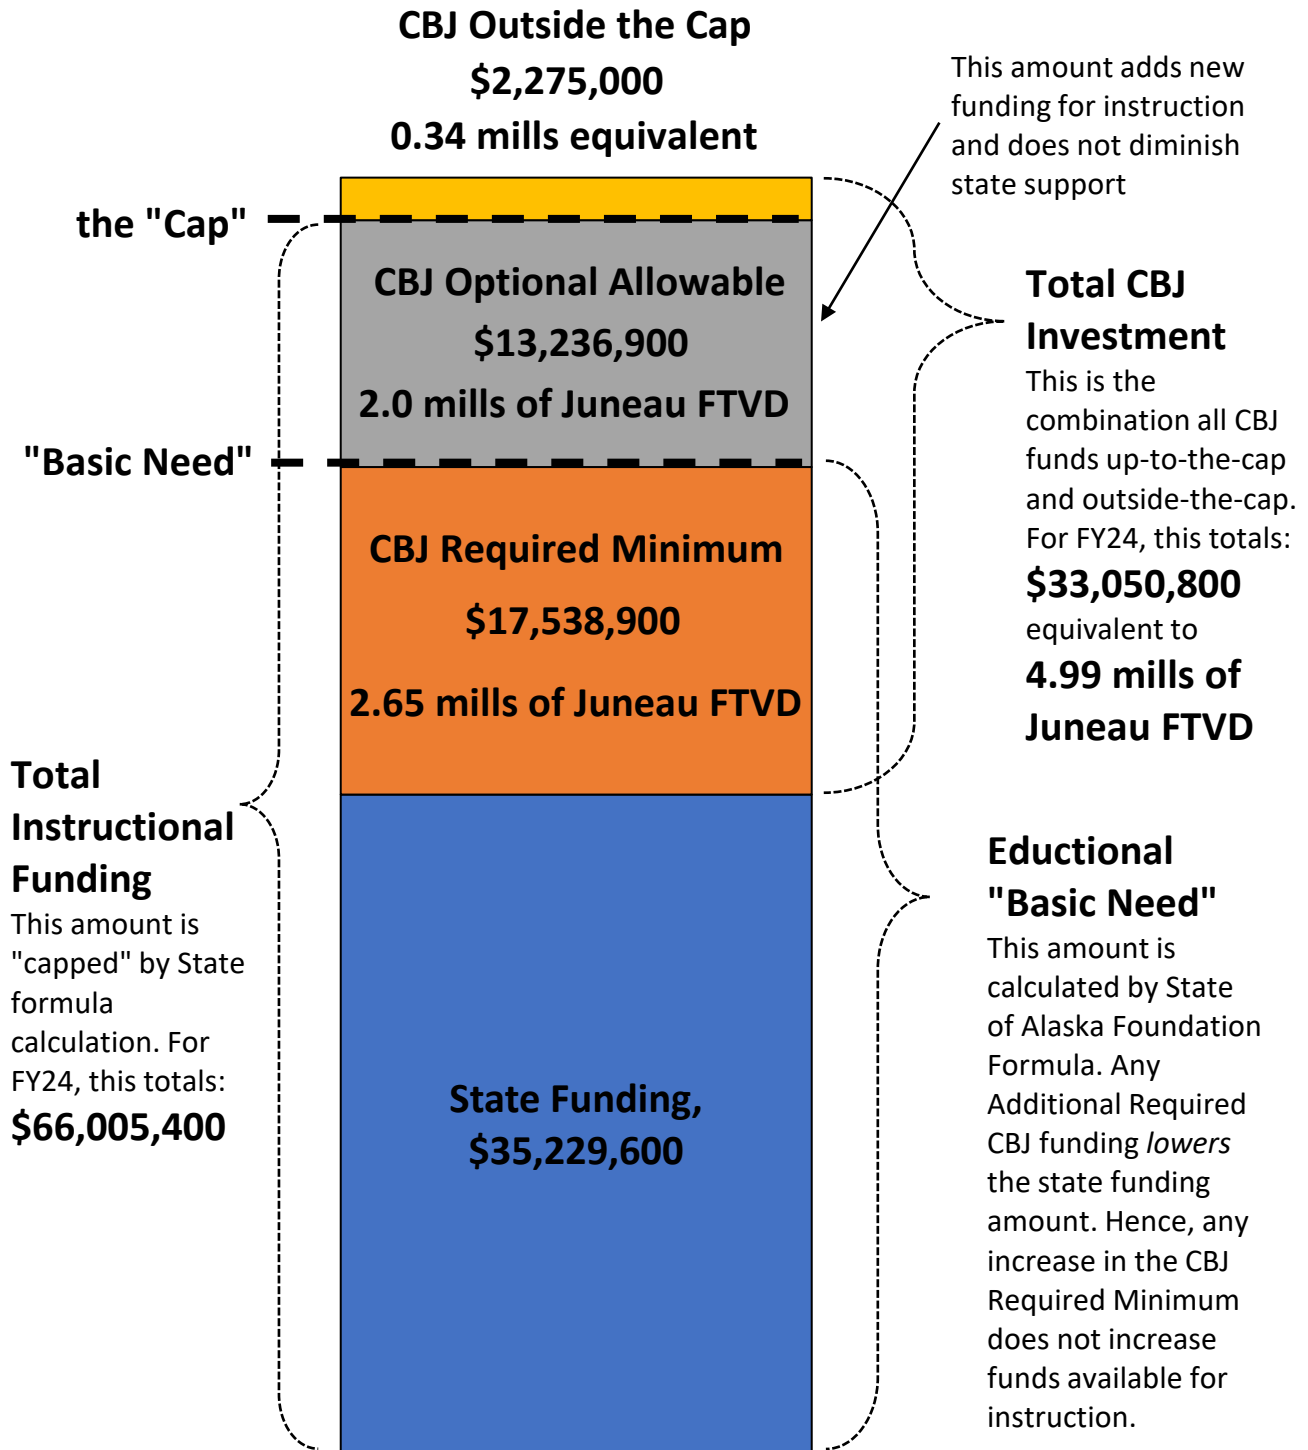 CBJ Outside the Cap
$2,275,000
0.34 mills equivalent
This amount adds new
funding for instruction
and does not diminish
state support
the "Cap"
CBJ Optional Allowable
$13,236,900
2.0 mills of Juneau FTVD
"Basic Need"
CBJ Required Minimum
$17,538,900
2.65 mills of Juneau FTVD
State Funding,
$35,229,600
Total CBJ
Investment
This is the
combination all CBJ
funds up-to-the-cap
and outside-the-cap.
For FY24, this totals:
$33,050,800
equivalent to
4.99 mills of
Juneau FTVD
Total
Instructional
Funding
This amount is
"capped" by State
formula
calculation. For
FY24, this totals:
$66,005,400
Eductional
"Basic Need"
This amount is
calculated by State
of Alaska Foundation
Formula. Any
Additional Required
CBJ funding lowers
the state funding
amount. Hence, any
increase in the CBJ
Required Minimum
does not increase
funds available for
instruction.